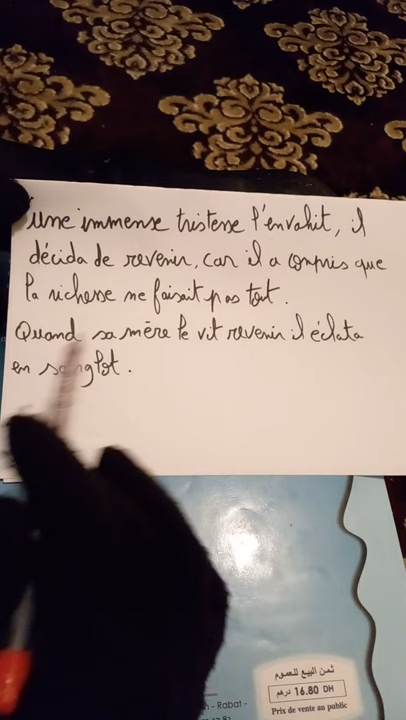 une immense tristesse l'envahit, il
décida de revenir, car il a compris que
la richesse ne faisait pas tout.
Quand sa mère le vit revenir il éclata
en sanglot.
ثمن البيع للعموم
16.80 DH درهم
Prix de vente au public
- Rabat -